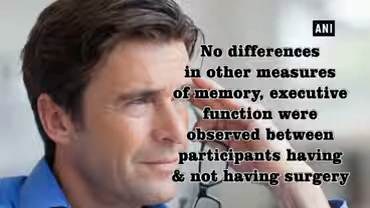 ANI
No differences
in other measures
of memory, executive
function were
observed between
participants having
& not having surgery